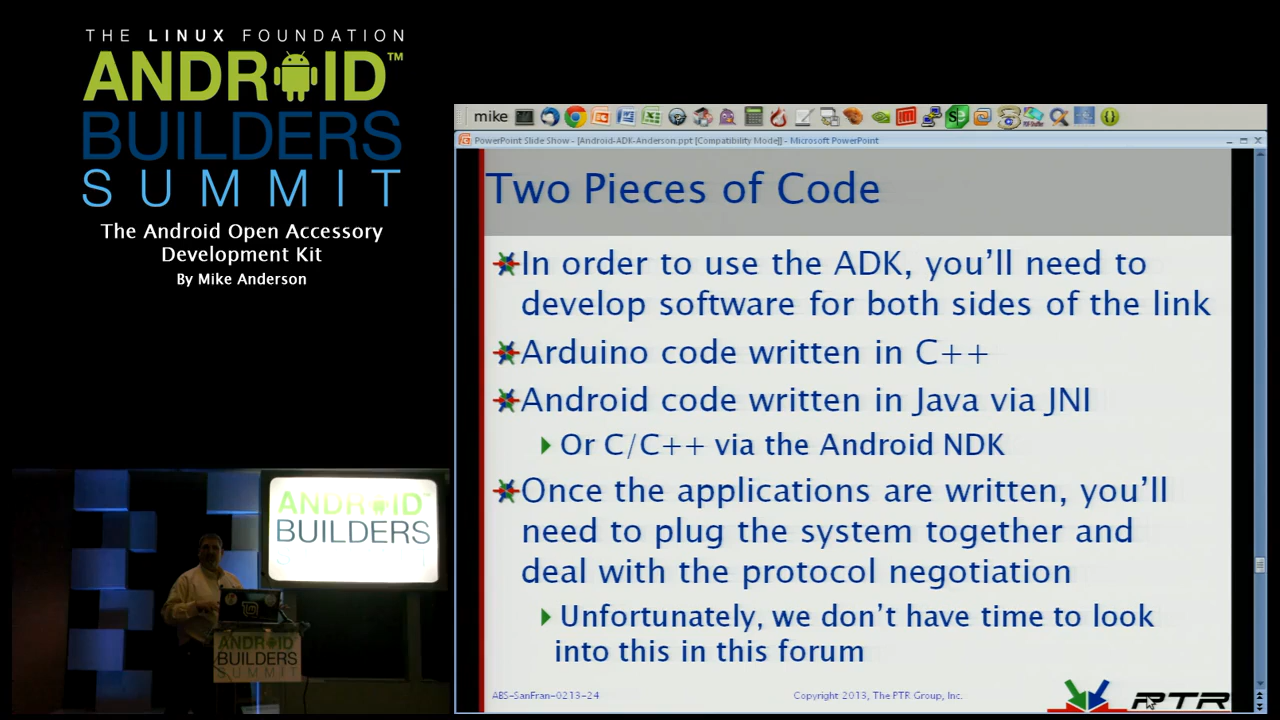 THE LINUX FOUNDATION
ANDROID™
BUILDERS
SUMMIT
The Android Open Accessory
Development Kit
By Mike Anderson
mike
PowerPoint Slide Show - [Android-ADK-Anderson.ppt [Compatibility Mode]] - Microsoft PowerPoint
Two Pieces of Code
In order to use the ADK, you'll need to
develop software for both sides of the link
Arduino code written in C++
Android code written in Java via JNI
Or C/C++ via the Android NDK
Once the applications are written, you'll
need to plug the system together and
deal with the protocol negotiation
Unfortunately, we don't have time to look
into this in this forum
ABS-SanFran-0213-24
Copyright 2013, The PTR Group, Inc.
PTR
ANDROID
BUILDERS
ANDROID
BUILDERS
SUMMIT